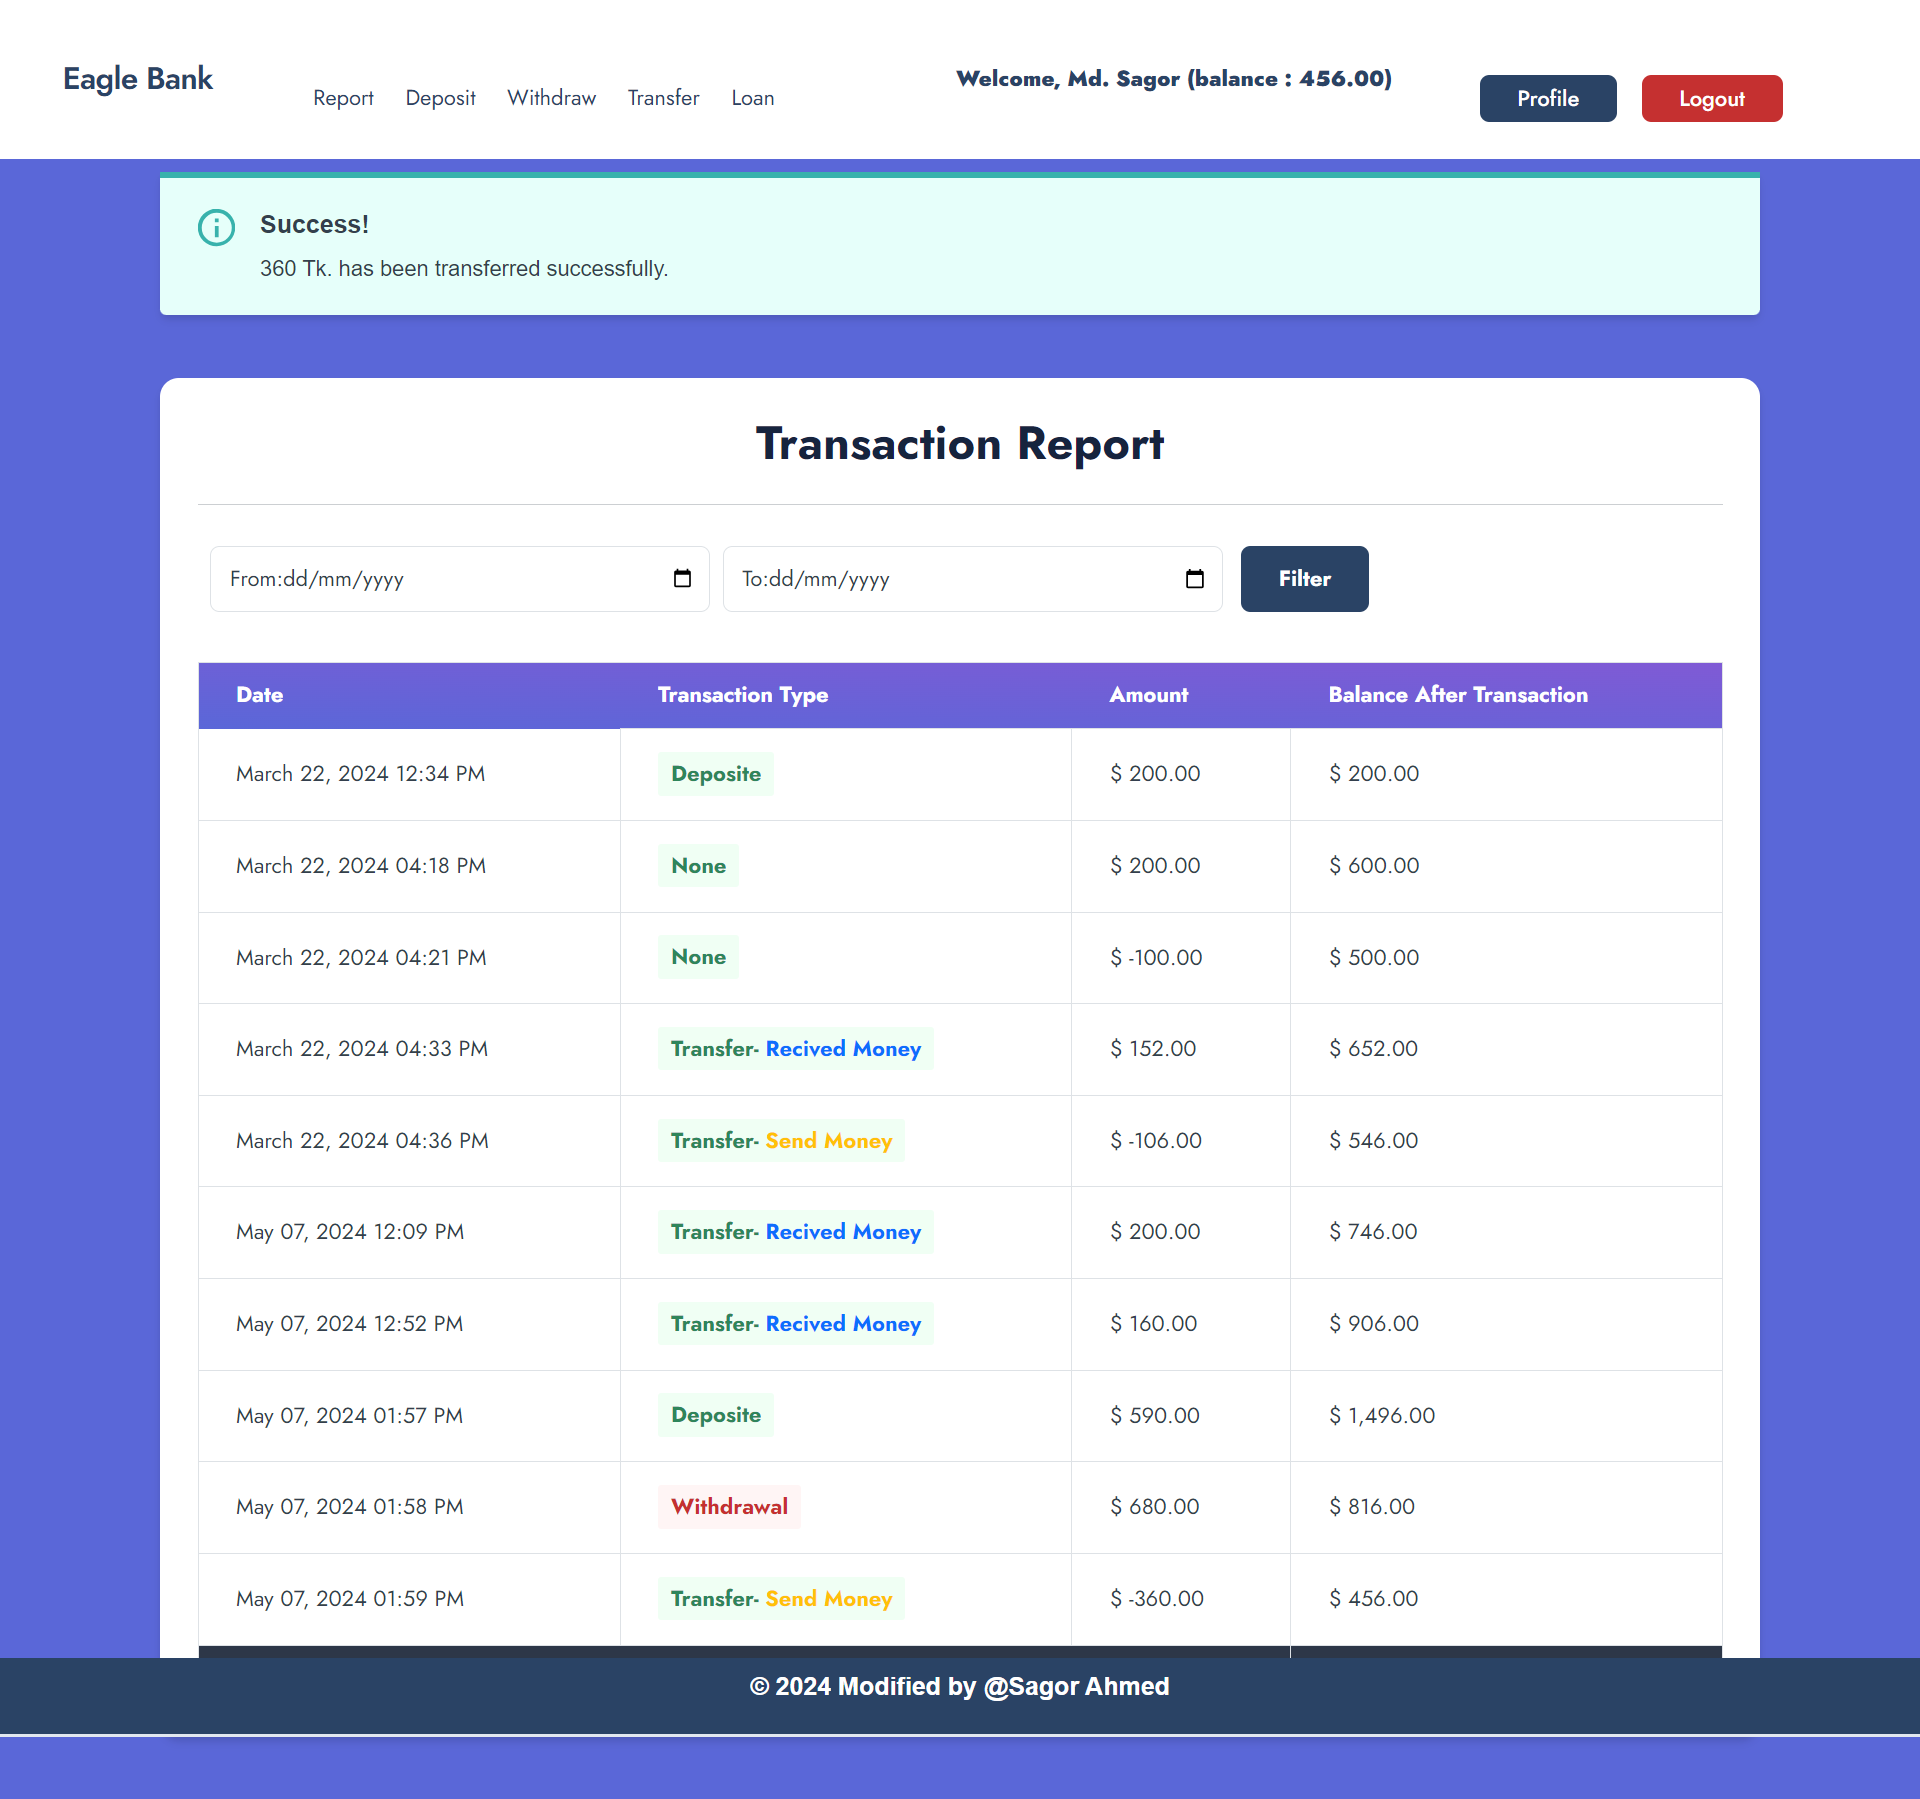 Eagle Bank
Report Deposit Withdraw Transfer Loan
Welcome, Md. Sagor (balance : 456.00)
Profile Logout
Success!
360 Tk. has been transferred successfully.
Transaction Report
From:dd/mm/yyyy To:dd/mm/yyyy Filter
Date Transaction Type Amount Balance After Transaction
March 22, 2024 12:34 PM Deposite $ 200.00 $ 200.00
March 22, 2024 04:18 PM None $ 200.00 $ 600.00
March 22, 2024 04:21 PM None $ -100.00 $ 500.00
March 22, 2024 04:33 PM Transfer- Recived Money $ 152.00 $ 652.00
March 22, 2024 04:36 PM Transfer- Send Money $ -106.00 $ 546.00
May 07, 2024 12:09 PM Transfer- Recived Money $ 200.00 $ 746.00
May 07, 2024 12:52 PM Transfer- Recived Money $ 160.00 $ 906.00
May 07, 2024 01:57 PM Deposite $ 590.00 $ 1,496.00
May 07, 2024 01:58 PM Withdrawal $ 680.00 $ 816.00
May 07, 2024 01:59 PM Transfer- Send Money $ -360.00 $ 456.00
© 2024 Modified by @Sagor Ahmed